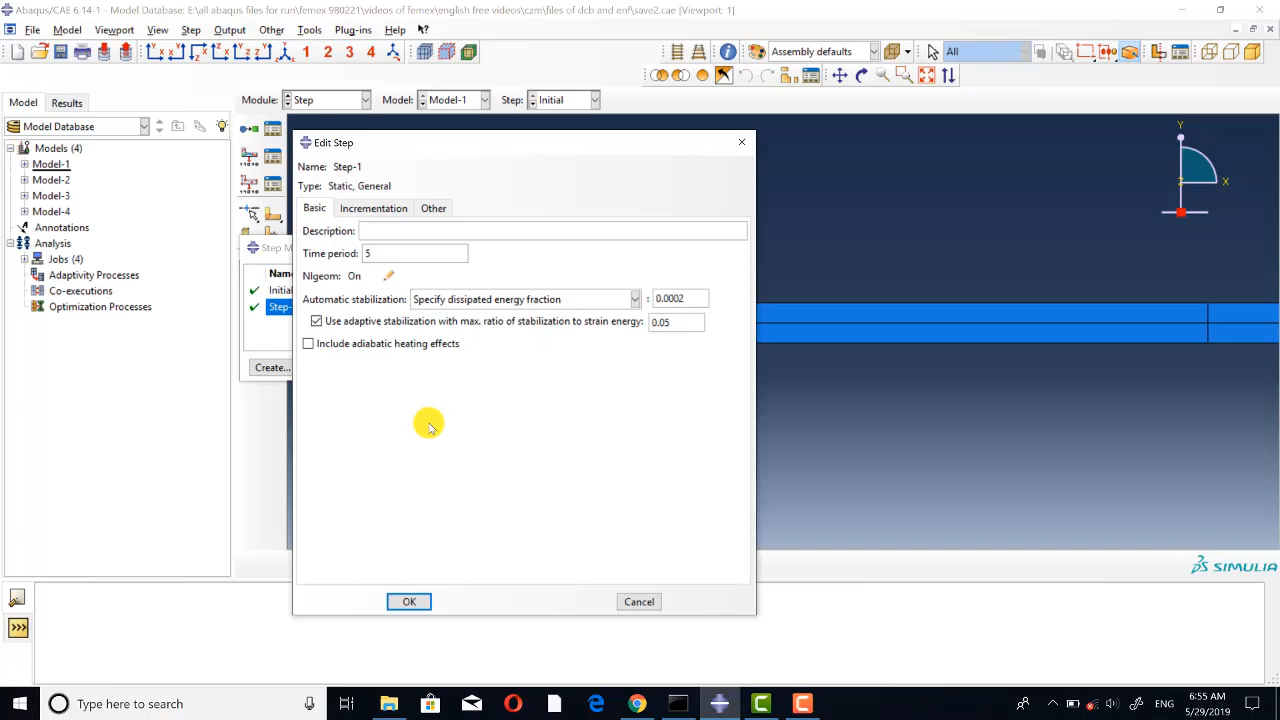 Abaqus/CAE 6.14-1 - Model Database: E:\all abaqus files for run\femex 980221\videos of femex\english free videos\czm\files of dcb and enf\save2.cae [Viewport: 1]
File Model Viewport View Step Output Other Tools Plug-ins Help
1 2 3 4 Assembly defaults All
Model Results
Module: Step Model: Model-1 Step: Initial
Model Database
Models (4)
Model-1
Model-2
Model-3
Model-4
Annotations
Analysis
Jobs (4)
Adaptivity Processes
Co-executions
Optimization Processes
Step M
Name
Initial
Step-
Create...
Edit Step
Name: Step-1
Type: Static, General
Basic Incrementation Other
Description:
Time period: 5
Nlgeom: On
Automatic stabilization: Specify dissipated energy fraction : 0.0002
Use adaptive stabilization with max. ratio of stabilization to strain energy: 0.05
Include adiabatic heating effects
OK Cancel
Y
Z
X
SIMULIA
>>>
Type here to search
ENG
6:55 AM
5/29/2019